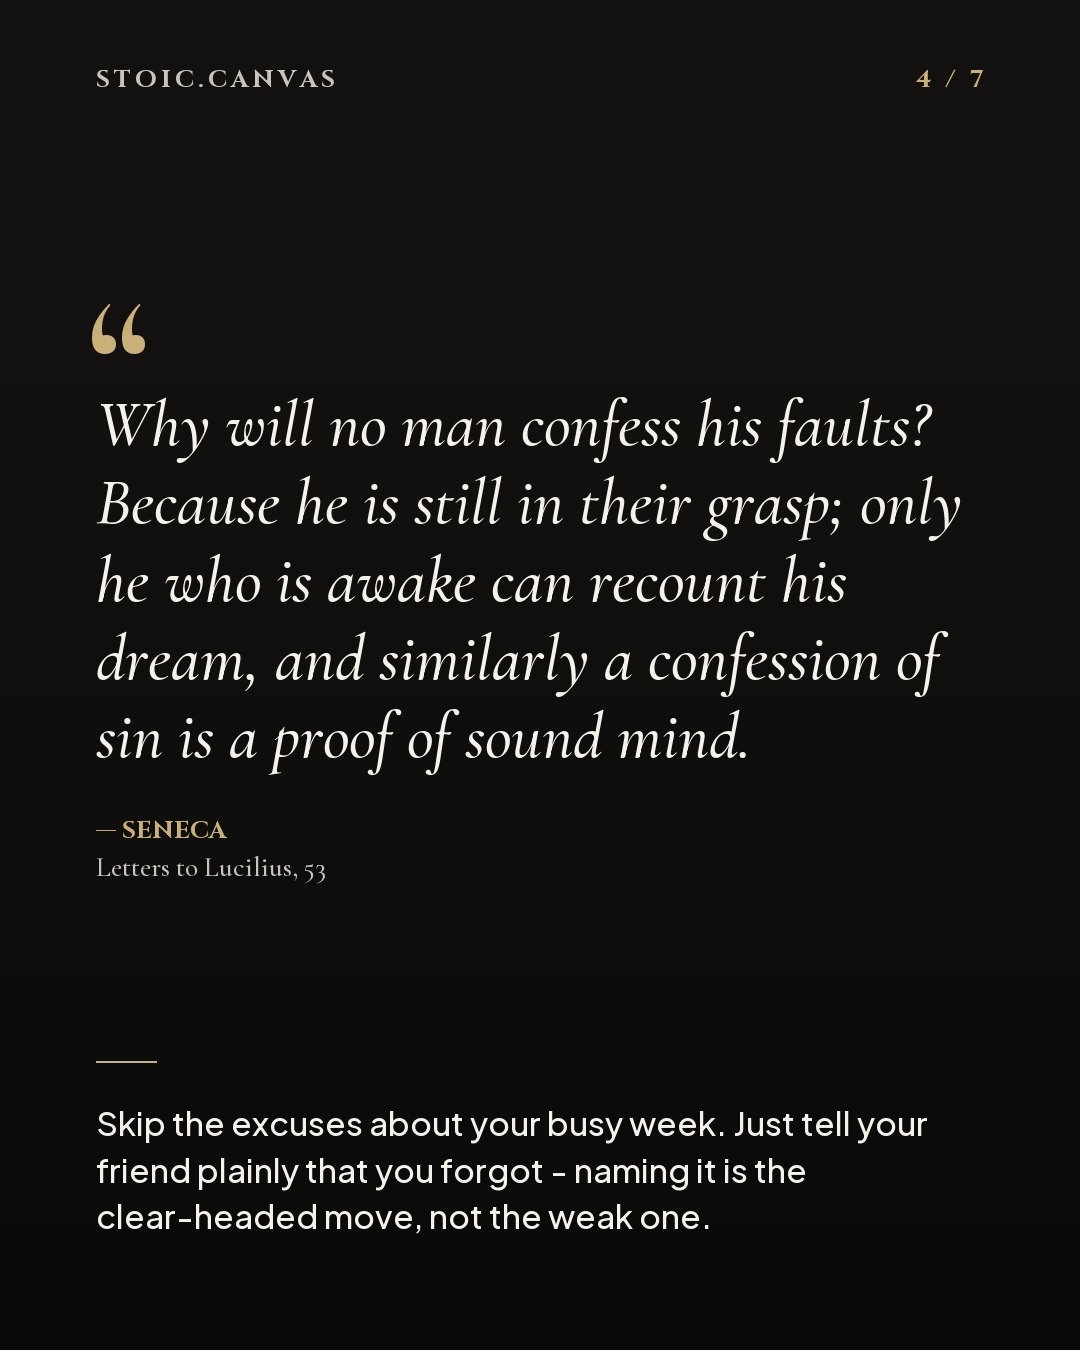 STOIC.CANVAS
4 / 7
“
Why will no man confess his faults?
Because he is still in their grasp; only
he who is awake can recount his
dream, and similarly a confession of
sin is a proof of sound mind.
— SENECA
Letters to Lucilius, 53
Skip the excuses about your busy week. Just tell your
friend plainly that you forgot - naming it is the
clear-headed move, not the weak one.